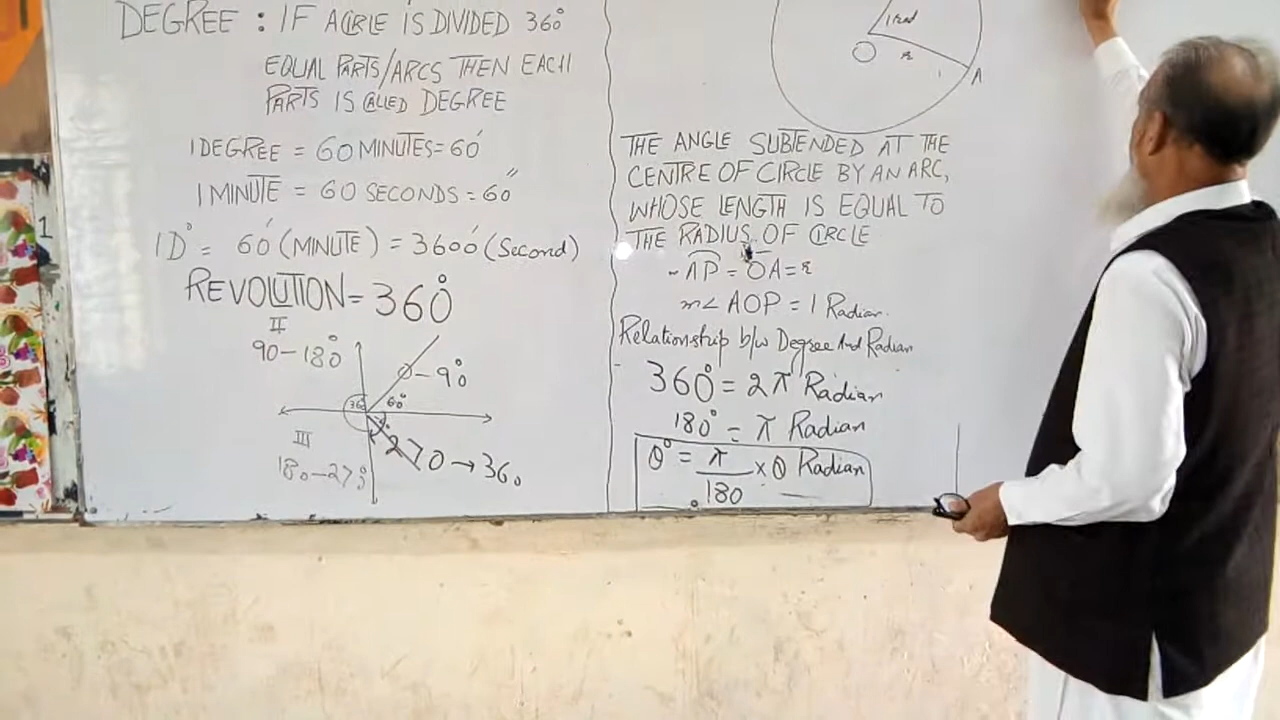 DEGREE : IF A CIRLE IS DIVIDED 360°
EQUAL PARTS/ARCS THEN EACH
PARTS IS CALLED DEGREE
1 DEGREE = 60 MINUTES = 60′
1 MINUTE = 60 SECONDS = 60″
1D° = 60′ (MINUTE) = 3600′ (Second)
REVOLUTION = 360°
II
90–180°
0–90°
36
60°
III
180–270°
270→360
1 rad
O
r
A
THE ANGLE SUBTENDED AT THE
CENTRE OF CIRCLE BY AN ARC,
WHOSE LENGTH IS EQUAL TO
THE RADIUS OF CIRCLE
AP = OA = r
m∠AOP = 1 Radian.
Relationship b/w Degree And Radian
360° = 2π Radian
180° = π Radian
θ° = π/180 × θ Radian
1